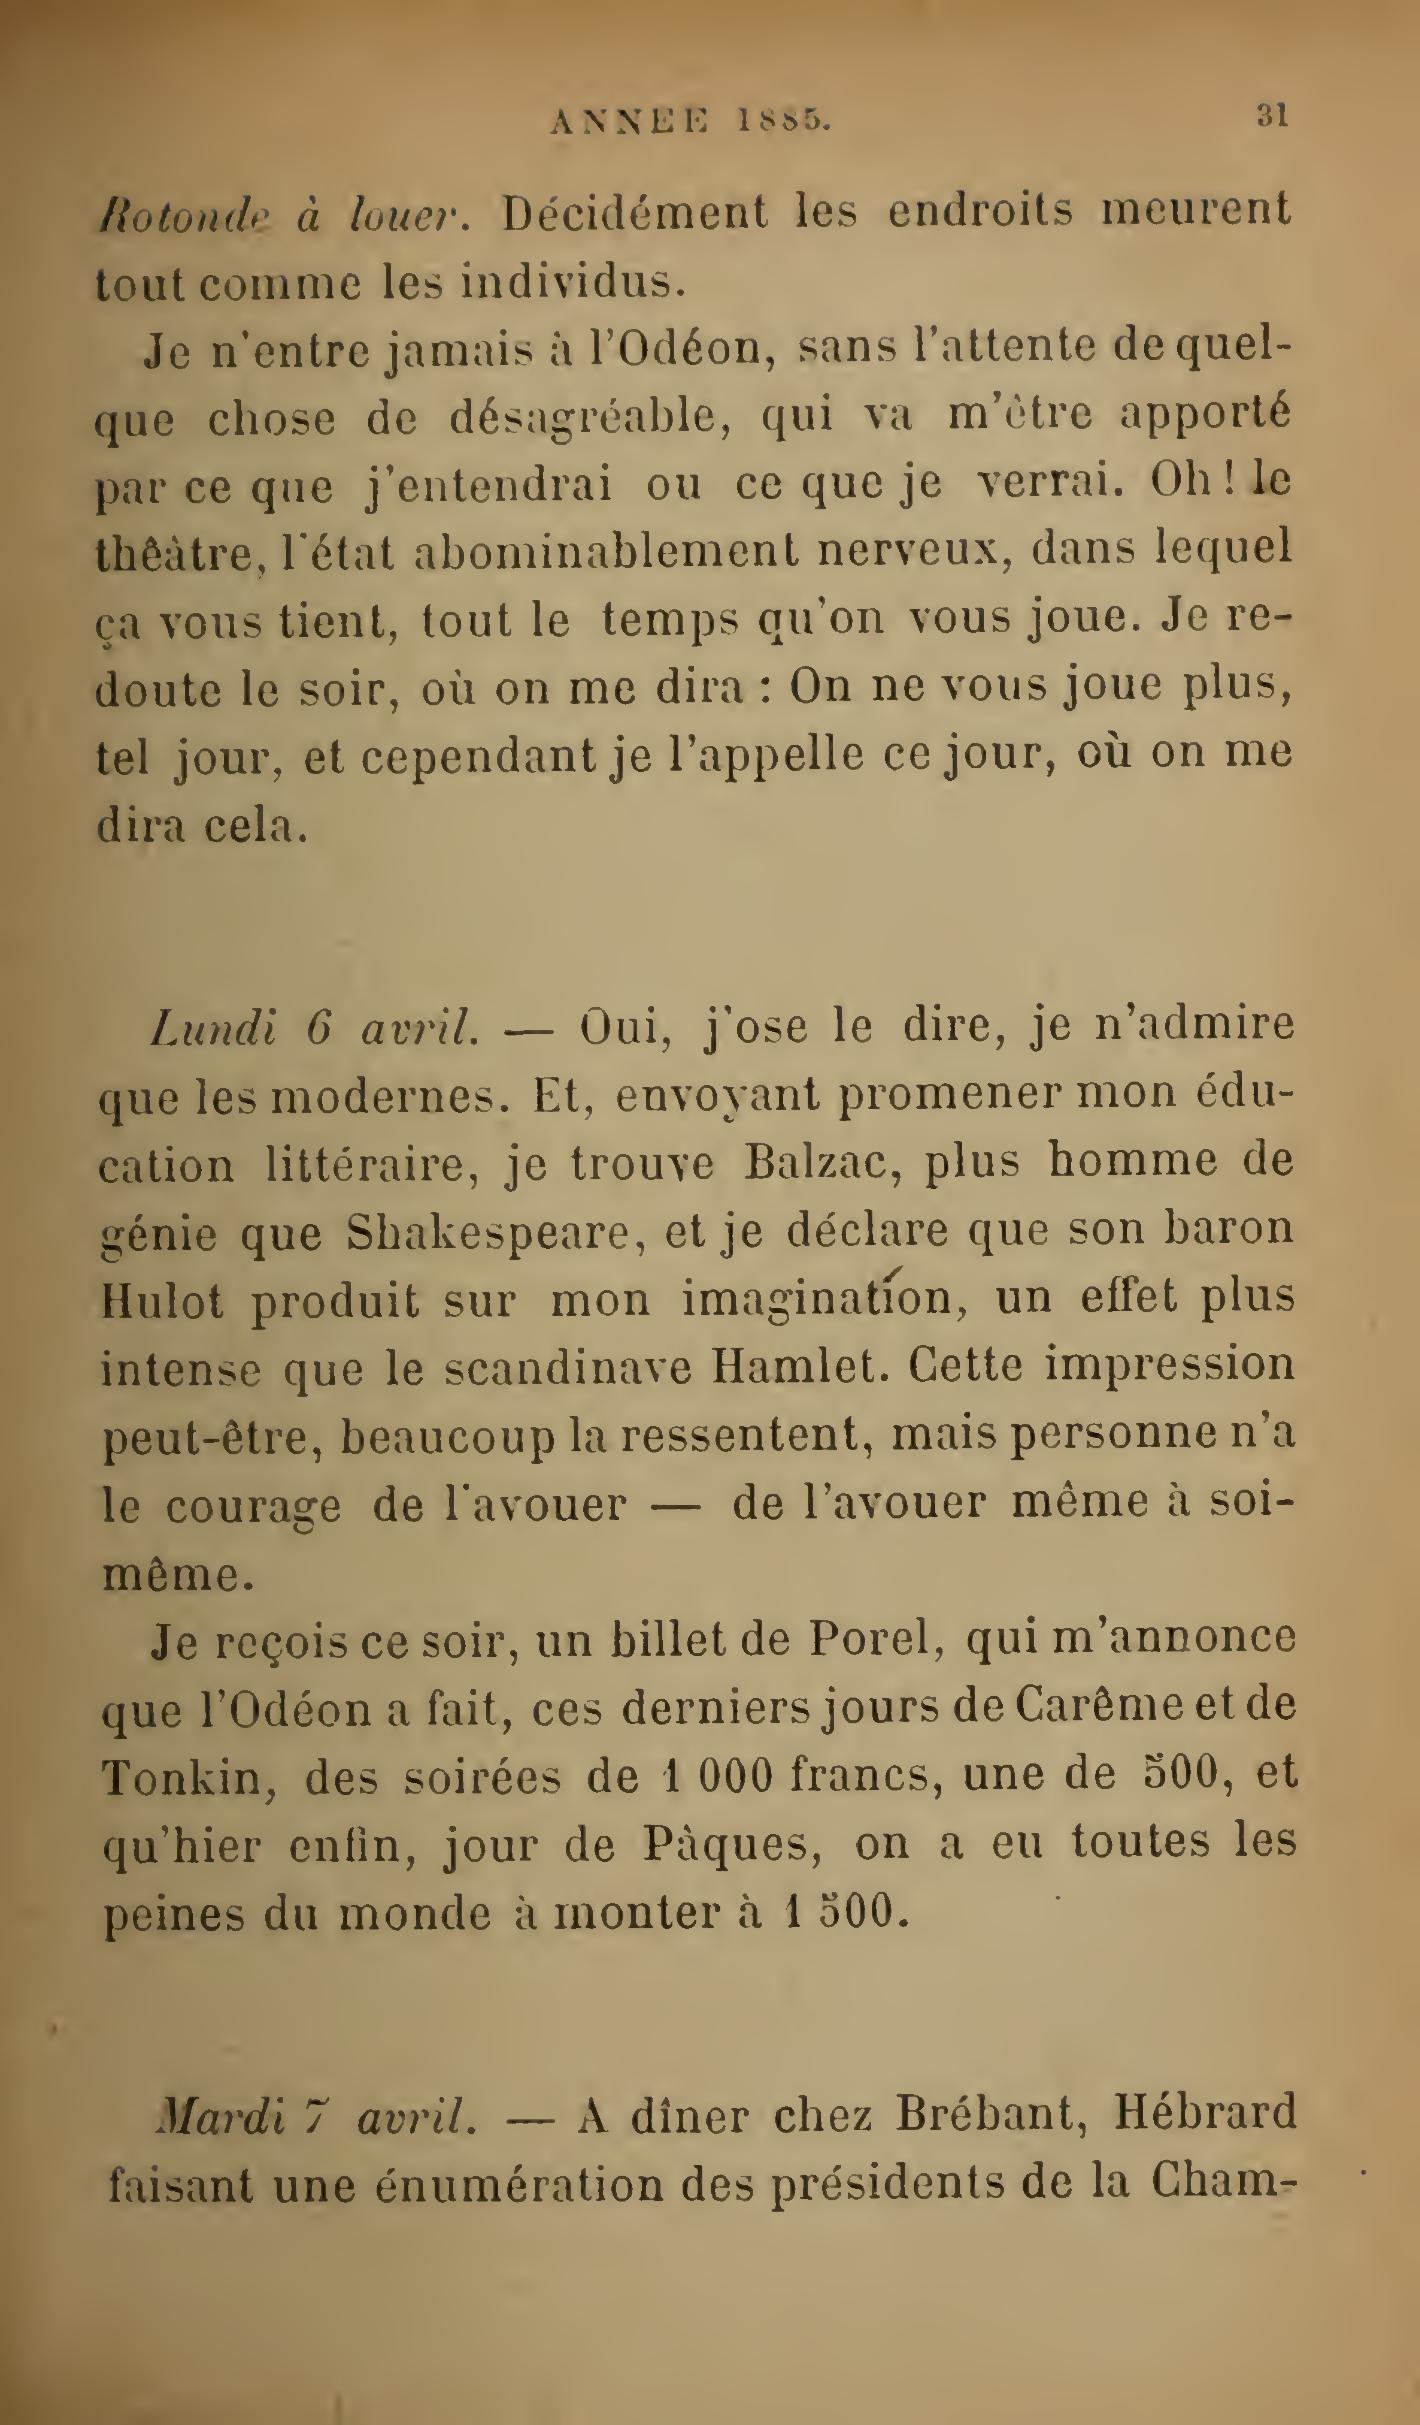 ANNEE 1885. 31
Rotonde à louer. Décidément les endroits meurent
tout comme les individus.
Je n'entre jamais à l'Odéon, sans l'attente de quel-
que chose de désagréable, qui va m'être apporté
par ce que j'entendrai ou ce que je verrai. Oh! le
thêâtre, l'état abominablement nerveux, dans lequel
ça vous tient, tout le temps qu'on vous joue. Je re-
doute le soir, où on me dira : On ne vous joue plus,
tel jour, et cependant je l'appelle ce jour, où on me
dira cela.
Lundi 6 avril. — Oui, j'ose le dire, je n'admire
que les modernes. Et, envoyant promener mon édu-
cation littéraire, je trouve Balzac, plus homme de
génie que Shakespeare, et je déclare que son baron
Hulot produit sur mon imagination, un effet plus
intense que le scandinave Hamlet. Cette impression
peut-être, beaucoup la ressentent, mais personne n'a
le courage de l'avouer — de l'avouer même à soi-
même.
Je reçois ce soir, un billet de Porel, qui m'annonce
que l'Odéon a fait, ces derniers jours de Carême et de
Tonkin, des soirées de 1 000 francs, une de 500, et
qu'hier enfin, jour de Pâques, on a eu toutes les
peines du monde à monter à 1 500.
Mardi 7 avril. — A dîner chez Brébant, Hébrard
faisant une énumération des présidents de la Cham-